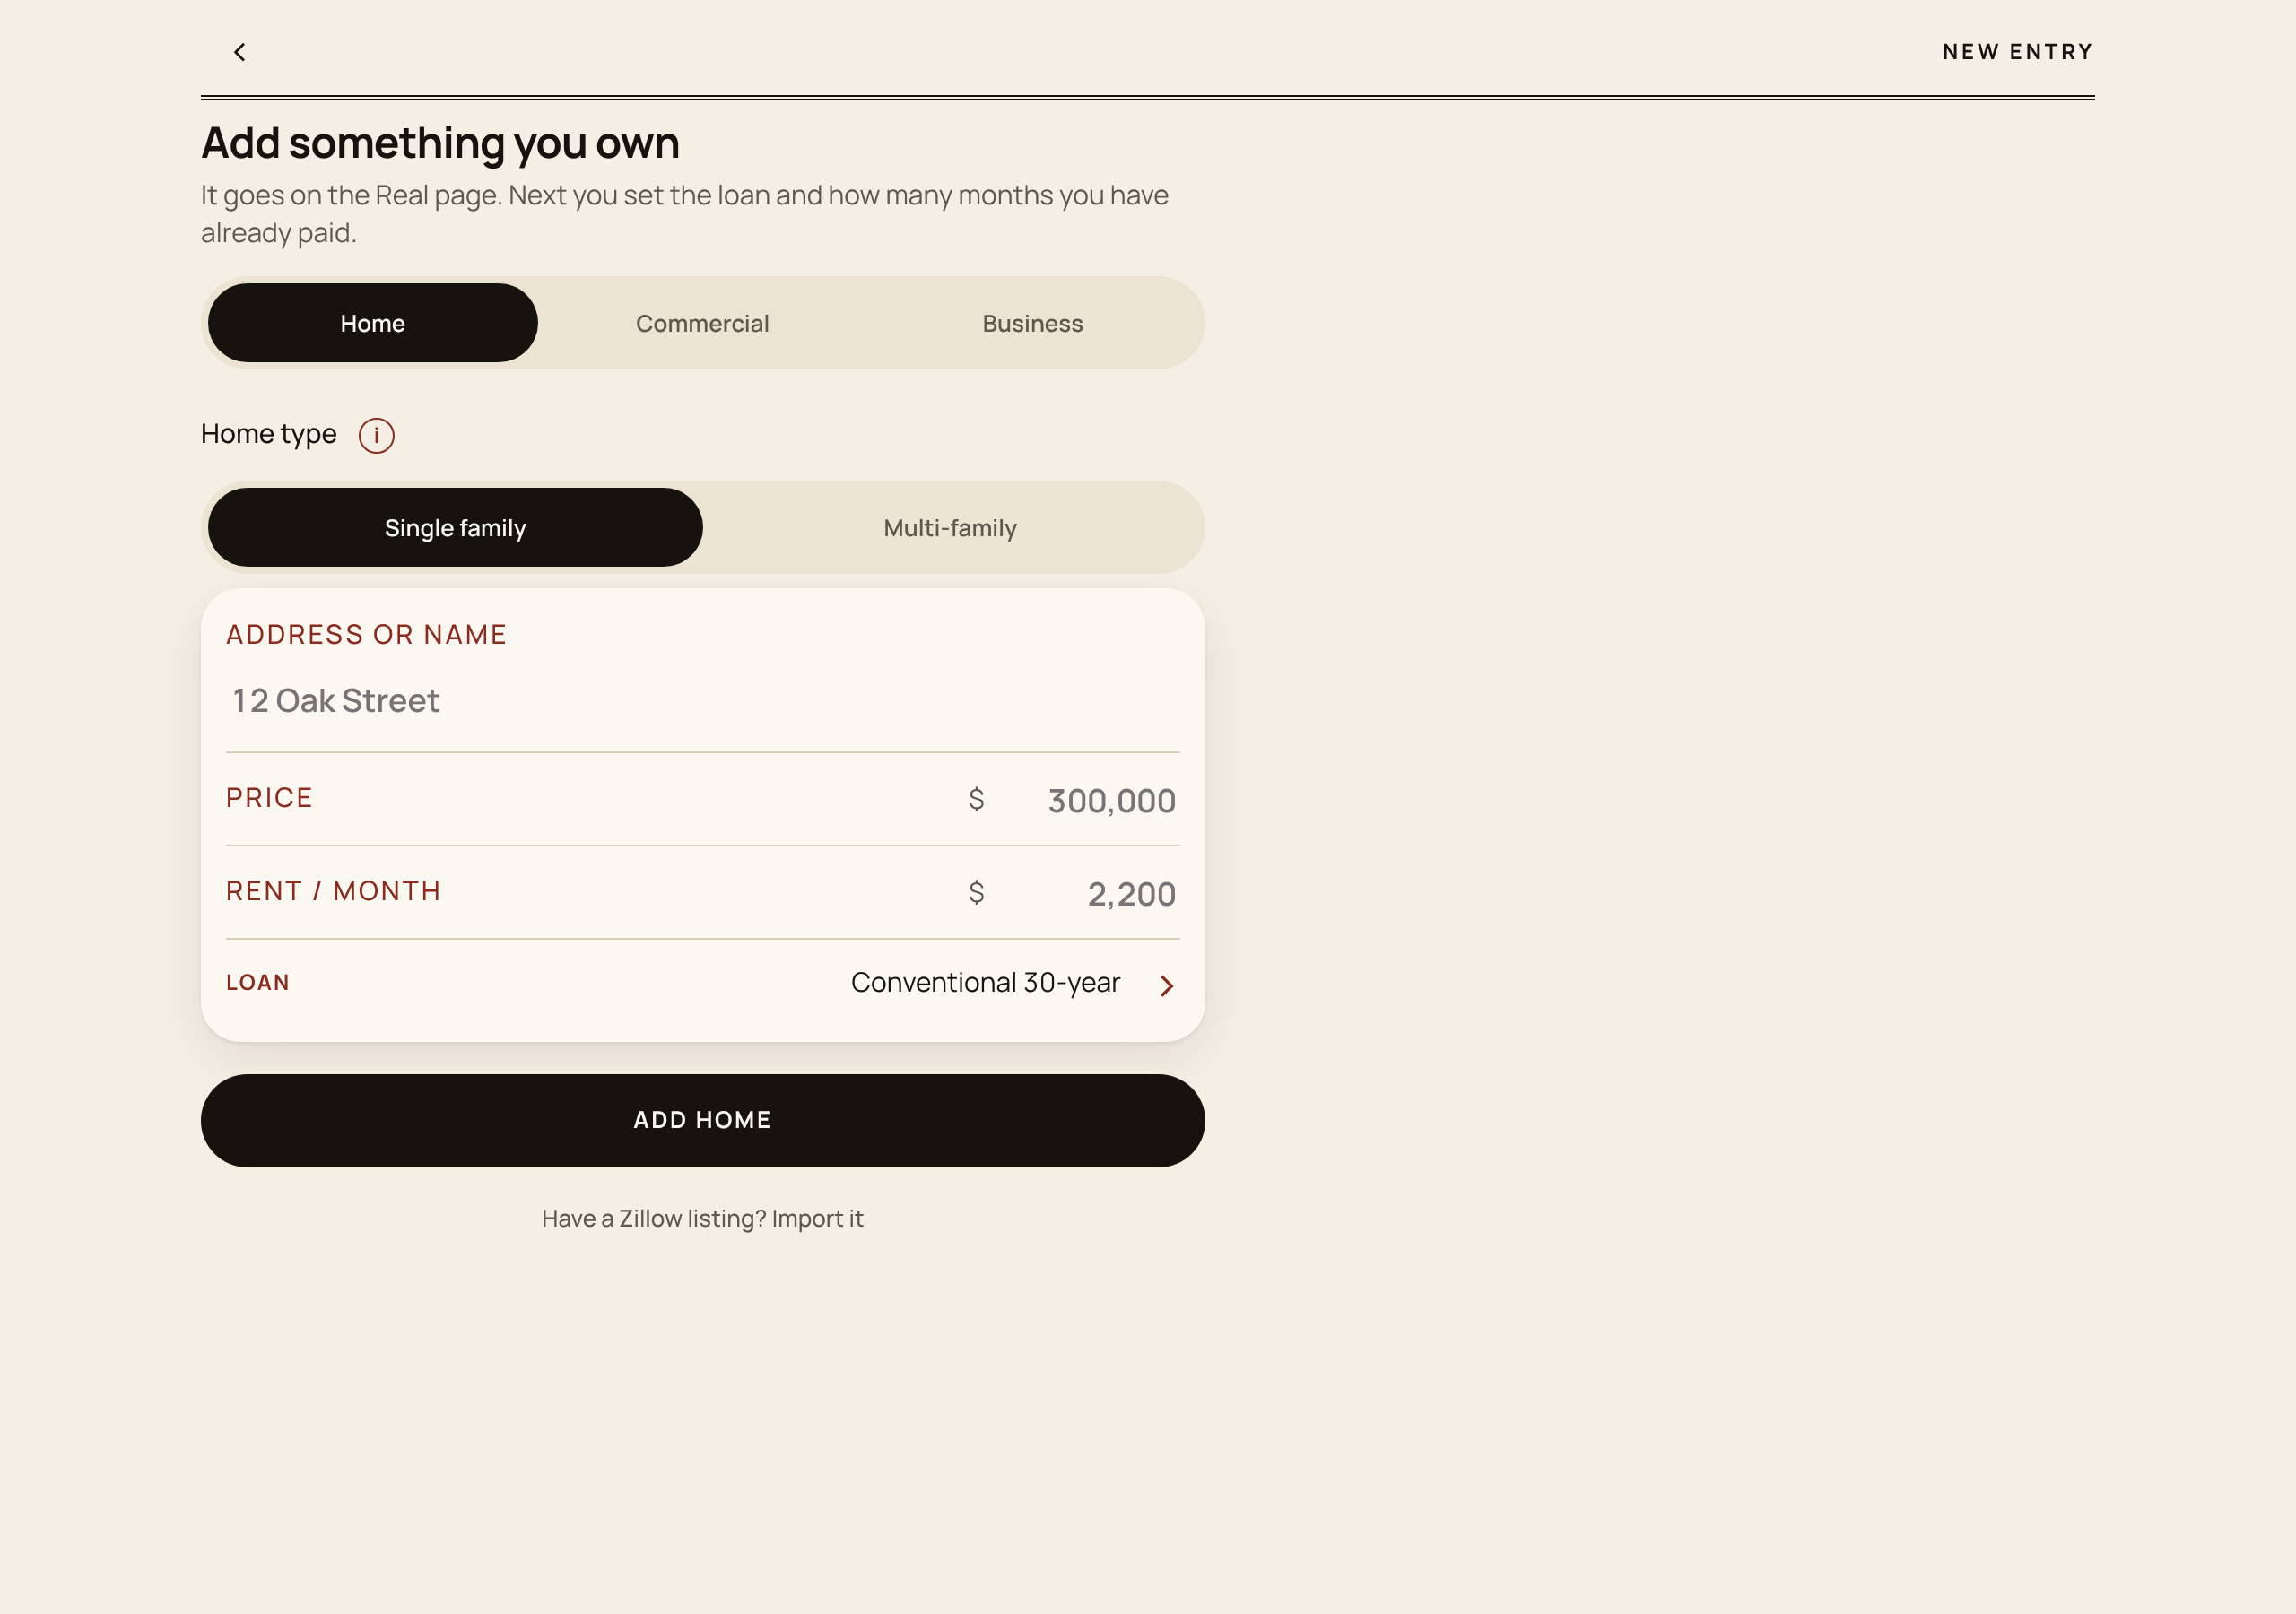 NEW ENTRY
Add something you own
It goes on the Real page. Next you set the loan and how many months you have
already paid.
Home Commercial Business
Home type i
Single family Multi-family
ADDRESS OR NAME
12 Oak Street
PRICE $ 300,000
RENT / MONTH $ 2,200
LOAN Conventional 30-year
ADD HOME
Have a Zillow listing? Import it